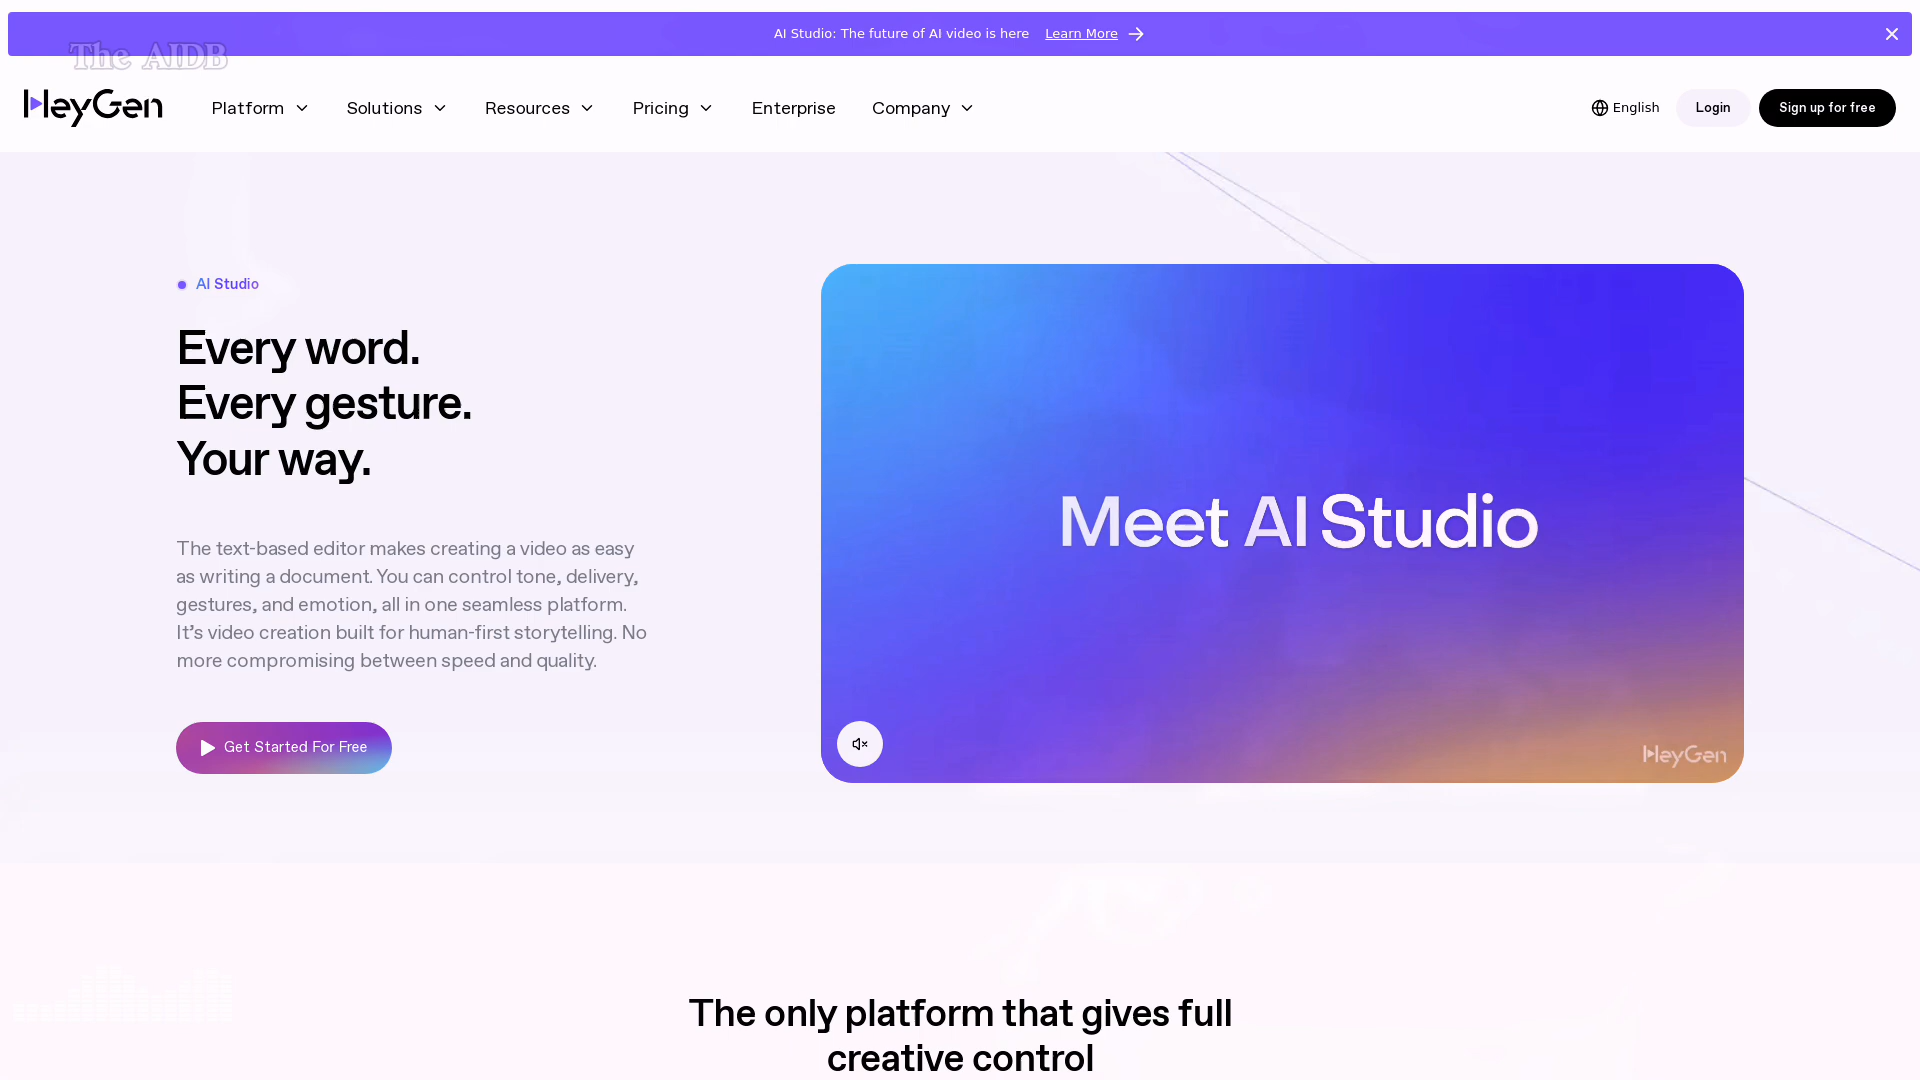 AI Studio: The future of AI video is here Learn More
The AIDB
HeyGen Platform Solutions Resources Pricing Enterprise Company English Login Sign up for free
AI Studio
Every word.
Every gesture.
Your way.
The text-based editor makes creating a video as easy
as writing a document. You can control tone, delivery,
gestures, and emotion, all in one seamless platform.
It’s video creation built for human-first storytelling. No
more compromising between speed and quality.
Get Started For Free
Meet AI Studio
HeyGen
The only platform that gives full
creative control